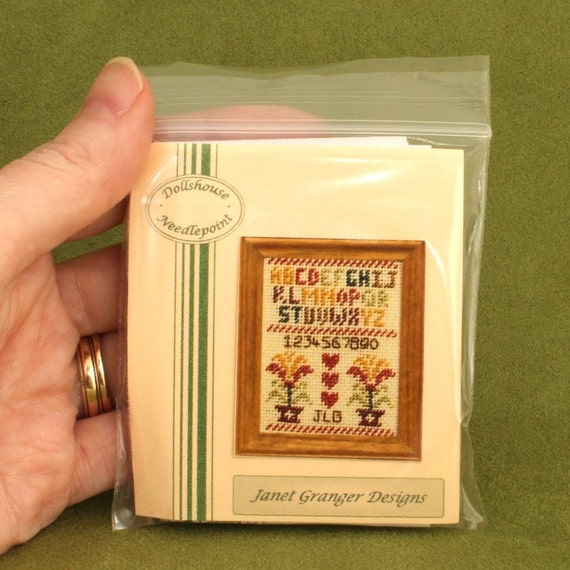 Dollshouse
Needlepoint
ABCDEFGHIJ
KLMNOPQR
STUVWXYZ
1234567890
JLG
Janet Granger Designs